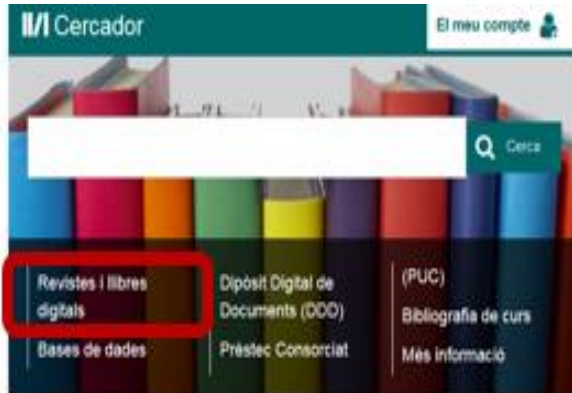 Cercador
El meu compte
Cerca
Revistes i llibres
digitals
Bases de dades
Dipòsit Digital de
Documents (DDD)
Préstec Consorciat
(PUC)
Bibliografia de curs
Més informació